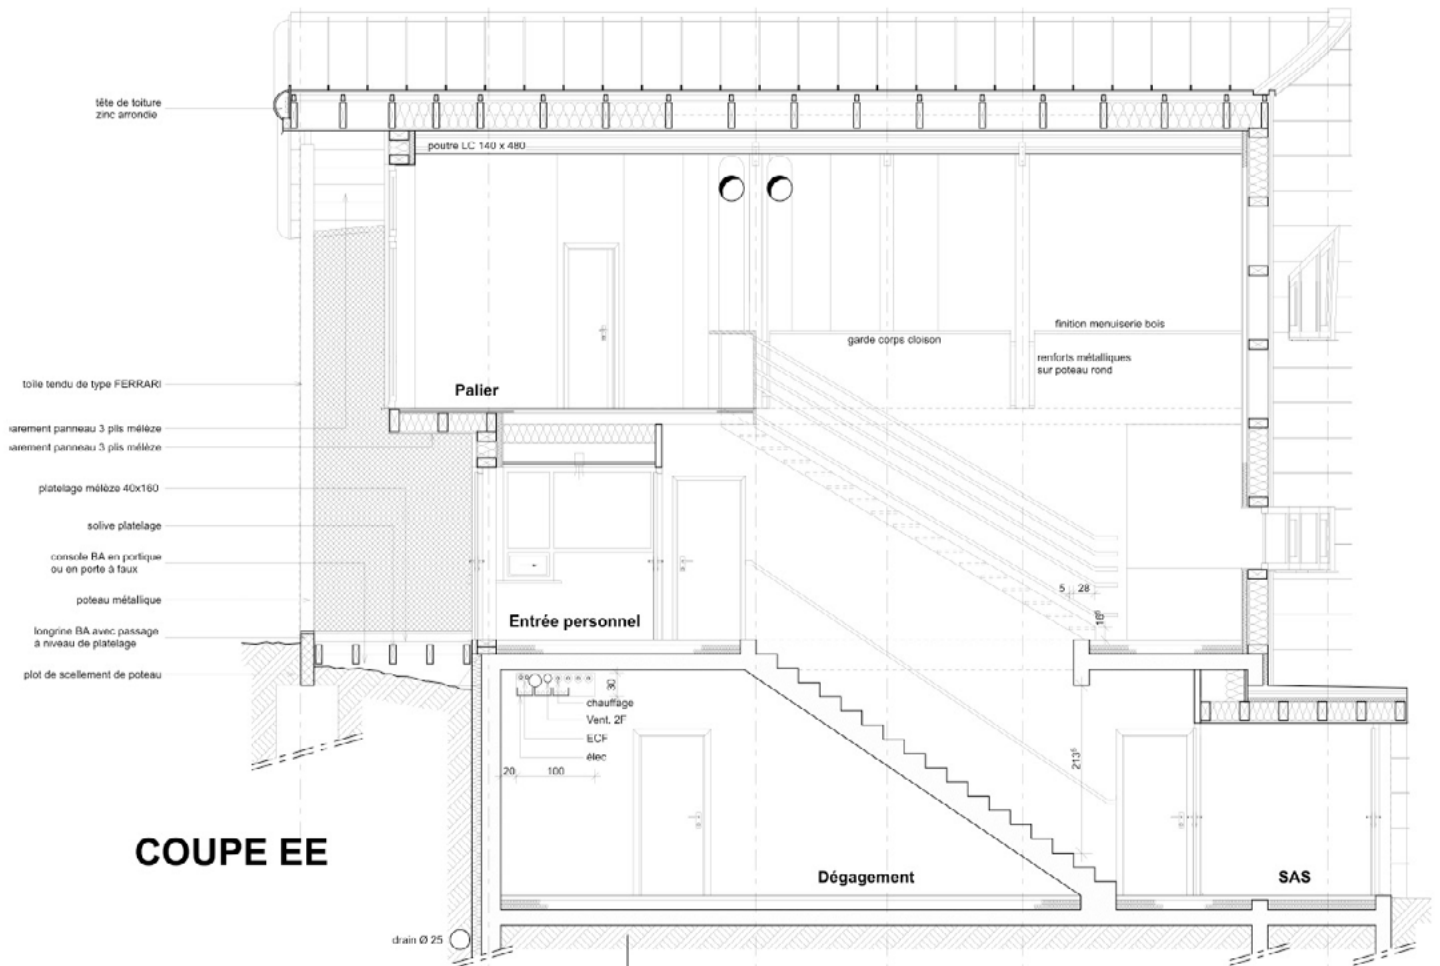 tête de toiture
zinc arrondie
poutre LC 140 x 480
finition menuiserie bois
garde corps cloison
renforts métalliques
sur poteau rond
toile tendu de type FERRARI
Palier
arement panneau 3 plis mélèze
arement panneau 3 plis mélèze
platelage mélèze 40x160
solive platelage
console BA en portique
ou en porte à faux
poteau métallique
5 28
16⁵
Entrée personnel
longrine BA avec passage
à niveau de platelage
plot de scellement de poteau
30
chauffage
Vent. 2F
ECF
élec
20 100
213⁵
COUPE EE
Dégagement
SAS
drain Ø 25